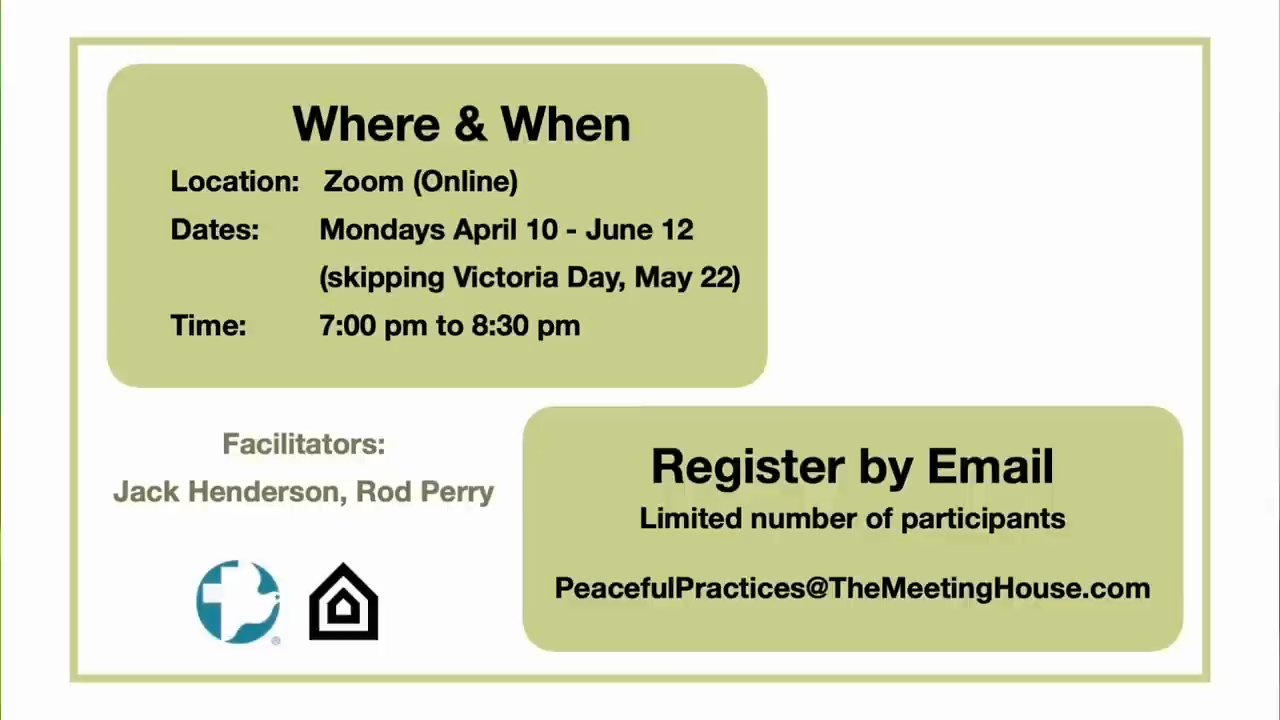 Where & When
Location: Zoom (Online)
Dates: Mondays April 10 - June 12
(skipping Victoria Day, May 22)
Time: 7:00 pm to 8:30 pm
Facilitators:
Jack Henderson, Rod Perry
®
Register by Email
Limited number of participants
PeacefulPractices@TheMeetingHouse.com